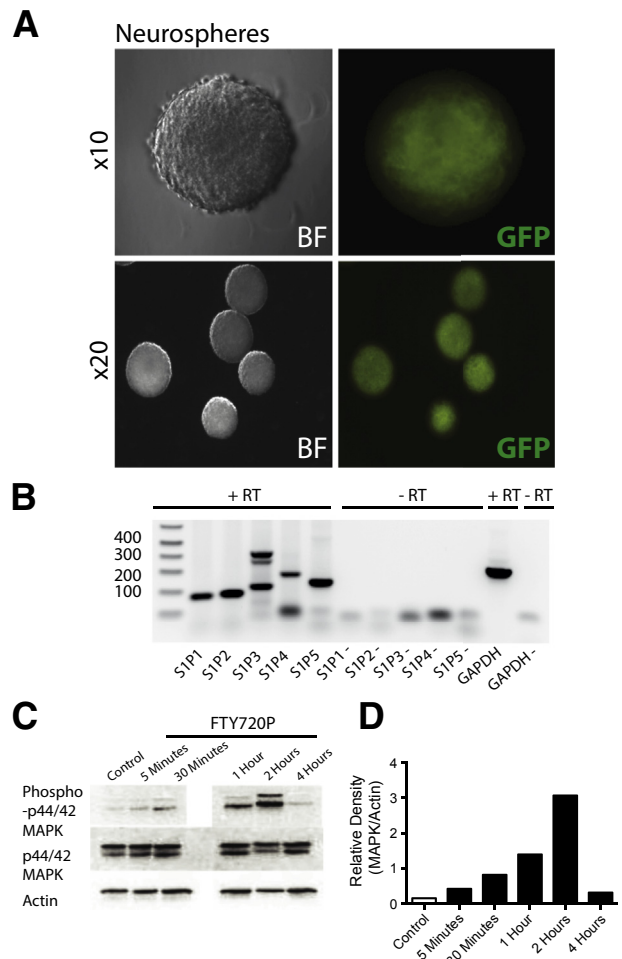 A
Neurospheres
x10
BF
GFP
x20
BF
GFP
B
+ RT
- RT
+ RT
- RT
400
300
200
100
S1P1
S1P2
S1P3
S1P4
S1P5
S1P1 -
S1P2-
S1P3-
S1P4-
S1P5 -
GAPDH
GAPDH -
C
FTY720P
Control
5 Minutes
30 Minutes
1 Hour
2 Hours
4 Hours
Phospho
-p44/42
MAPK
p44/42
MAPK
Actin
D
Relative Density
(MAPK/Actin)
4
3
2
1
0
Control
5 Minutes
30 Minutes
1 Hour
2 Hours
4 Hours